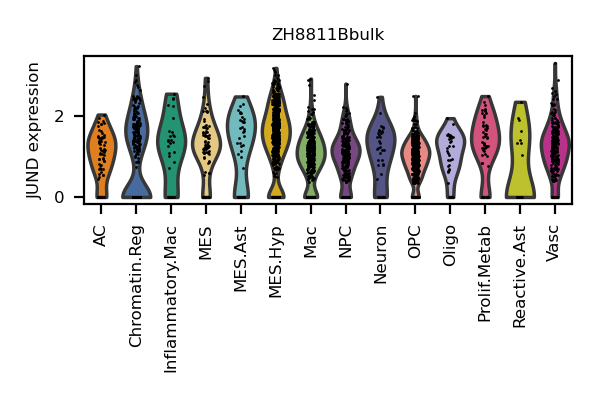 ZH8811Bbulk
JUND expression
2
0
AC
Chromatin.Reg
Inflammatory.Mac
MES
MES.Ast
MES.Hyp
Mac
NPC
Neuron
OPC
Oligo
Prolif.Metab
Reactive.Ast
Vasc